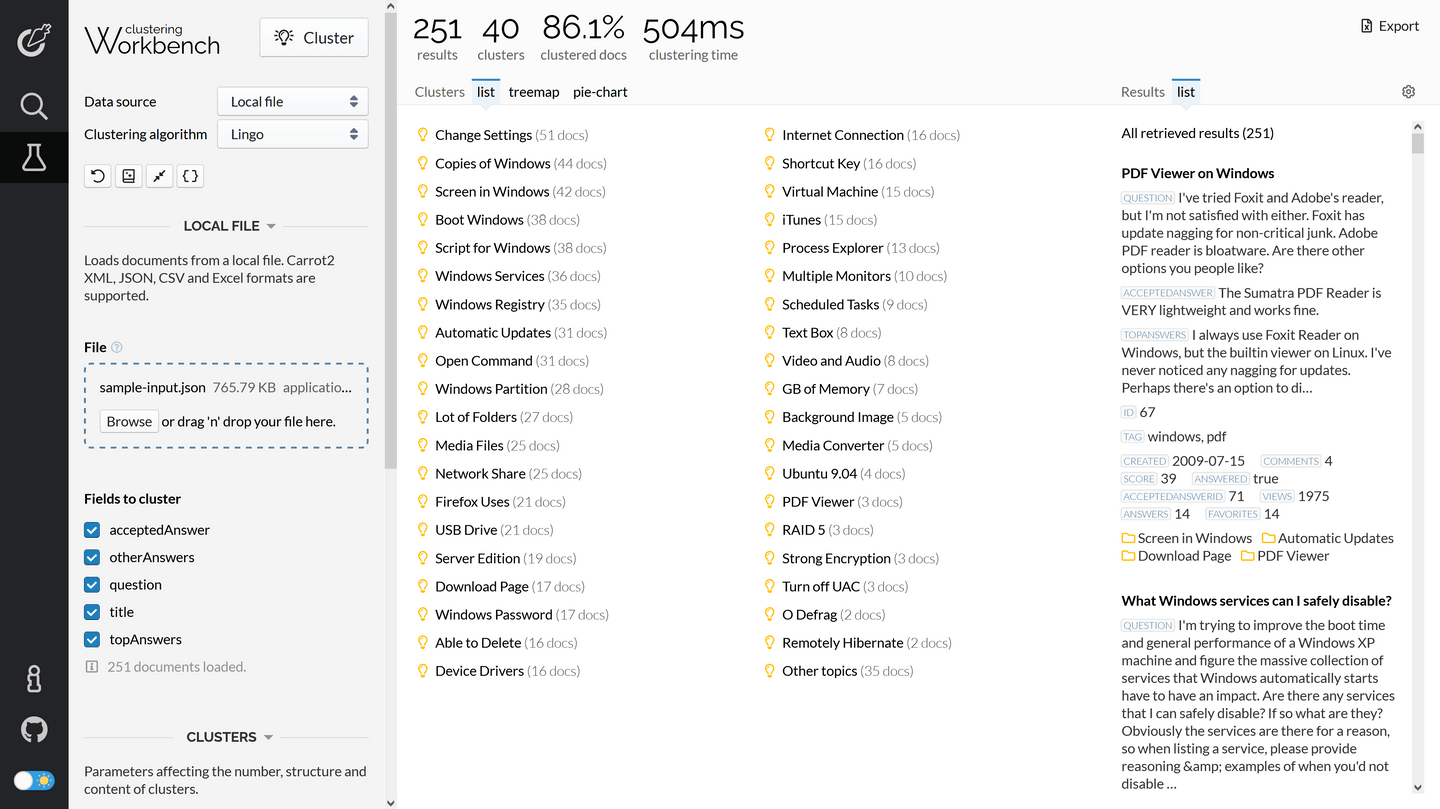 clustering
Workbench
Cluster
Data source
Local file
Clustering algorithm
Lingo
LOCAL FILE
Loads documents from a local file. Carrot2
XML, JSON, CSV and Excel formats are
supported.
File
sample-input.json 765.79 KB applicatio...
Browse or drag 'n' drop your file here.
Fields to cluster
acceptedAnswer
otherAnswers
question
title
topAnswers
251 documents loaded.
CLUSTERS
Parameters affecting the number, structure and
content of clusters.
251 40 86.1% 504ms
results clusters clustered docs clustering time
Export
Clusters list treemap pie-chart
Change Settings (51 docs)
Copies of Windows (44 docs)
Screen in Windows (42 docs)
Boot Windows (38 docs)
Script for Windows (38 docs)
Windows Services (36 docs)
Windows Registry (35 docs)
Automatic Updates (31 docs)
Open Command (31 docs)
Windows Partition (28 docs)
Lot of Folders (27 docs)
Media Files (25 docs)
Network Share (25 docs)
Firefox Uses (21 docs)
USB Drive (21 docs)
Server Edition (19 docs)
Download Page (17 docs)
Windows Password (17 docs)
Able to Delete (16 docs)
Device Drivers (16 docs)
Internet Connection (16 docs)
Shortcut Key (16 docs)
Virtual Machine (15 docs)
iTunes (15 docs)
Process Explorer (13 docs)
Multiple Monitors (10 docs)
Scheduled Tasks (9 docs)
Text Box (8 docs)
Video and Audio (8 docs)
GB of Memory (7 docs)
Background Image (5 docs)
Media Converter (5 docs)
Ubuntu 9.04 (4 docs)
PDF Viewer (3 docs)
RAID 5 (3 docs)
Strong Encryption (3 docs)
Turn off UAC (3 docs)
O Defrag (2 docs)
Remotely Hibernate (2 docs)
Other topics (35 docs)
Results list
All retrieved results (251)
PDF Viewer on Windows
QUESTION I've tried Foxit and Adobe's reader,
but I'm not satisfied with either. Foxit has
update nagging for non-critical junk. Adobe
PDF reader is bloatware. Are there other
options you people like?
ACCEPTEDANSWER The Sumatra PDF Reader is
VERY lightweight and works fine.
TOPANSWERS I always use Foxit Reader on
Windows, but the builtin viewer on Linux. I've
never noticed any nagging for updates.
Perhaps there's an option to di...
ID 67
TAG windows, pdf
CREATED 2009-07-15 COMMENTS 4
SCORE 39 ANSWERED true
ACCEPTEDANSWERID 71 VIEWS 1975
ANSWERS 14 FAVORITES 14
Screen in Windows Automatic Updates
Download Page PDF Viewer
What Windows services can I safely disable?
QUESTION I'm trying to improve the boot time
and general performance of a Windows XP
machine and figure the massive collection of
services that Windows automatically starts
have to have an impact. Are there any services
that I can safely disable? If so what are they?
Obviously the services are there for a reason,
so when listing a service, please provide
reasoning &amp; examples of when you'd not
disable ...